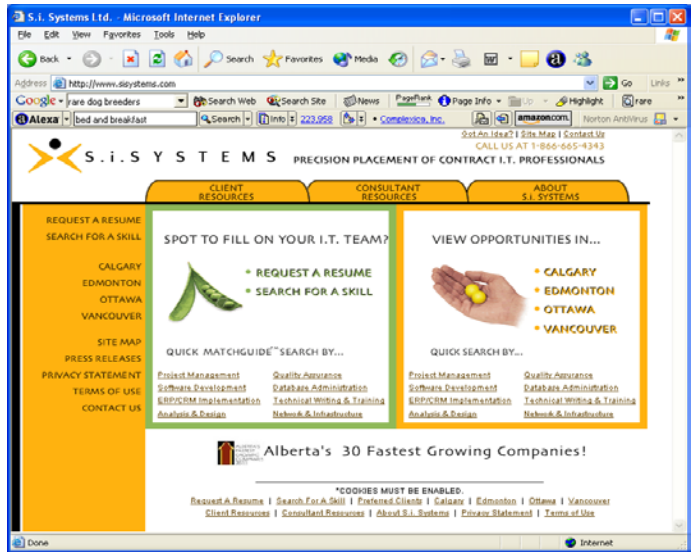 S.i. Systems Ltd. - Microsoft Internet Explorer
File Edit View Favorites Tools Help
Back Search Favorites Media
Address http://www.sisystems.com Go Links
Google rare dog breeders Search Web Search Site News PageRank Page Info Up Highlight rare
Alexa bed and breakfast Search Info 223,958 Complexica, Inc. amazon.com Norton AntiVirus
Got An Idea? | Site Map | Contact Us
CALL US AT 1-866-665-4343
S.i.SYSTEMS PRECISION PLACEMENT OF CONTRACT I.T. PROFESSIONALS
CLIENT RESOURCES
CONSULTANT RESOURCES
ABOUT S.i. SYSTEMS
REQUEST A RESUME
SEARCH FOR A SKILL
CALGARY
EDMONTON
OTTAWA
VANCOUVER
SITE MAP
PRESS RELEASES
PRIVACY STATEMENT
TERMS OF USE
CONTACT US
SPOT TO FILL ON YOUR I.T. TEAM?
• REQUEST A RESUME
• SEARCH FOR A SKILL
QUICK MATCHGUIDE™ SEARCH BY...
Project Management Quality Assurance
Software Development Database Administration
ERP/CRM Implementation Technical Writing & Training
Analysis & Design Network & Infrastructure
VIEW OPPORTUNITIES IN...
• CALGARY
• EDMONTON
• OTTAWA
• VANCOUVER
QUICK SEARCH BY...
Project Management Quality Assurance
Software Development Database Administration
ERP/CRM Implementation Technical Writing & Training
Analysis & Design Network & Infrastructure
Alberta's 30 Fastest Growing Companies!
*COOKIES MUST BE ENABLED.
Request A Resume | Search For A Skill | Preferred Clients | Calgary | Edmonton | Ottawa | Vancouver
Client Resources | Consultant Resources | About S.i. Systems | Privacy Statement | Terms of Use
Done Internet